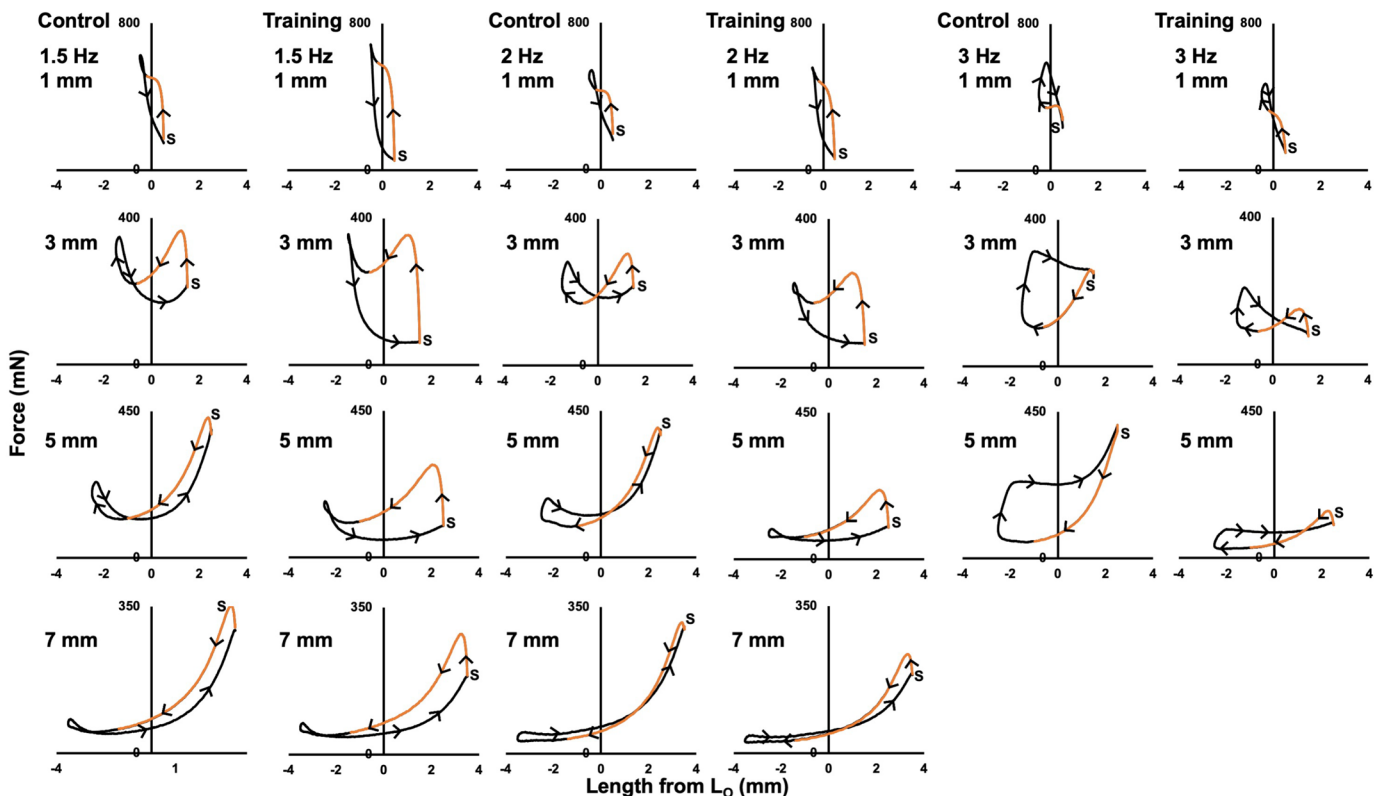 Control 800 Training 800 Control 800 Training 800 Control 800 Training 800
1.5 Hz 1.5 Hz 2 Hz 2 Hz 3 Hz 3 Hz
1 mm 1 mm 1 mm 1 mm 1 mm 1 mm
S S S S S S
0 0 0 0 0 0
-4 -2 0 2 4 -4 -2 0 2 4 -4 -2 0 2 4 -4 -2 0 2 4 -4 -2 0 2 4 -4 -2 0 2 4
400 400 400 400 400 400
3 mm 3 mm 3 mm 3 mm 3 mm 3 mm
S S S S S S
0 0 0 0 0 0
-4 -2 0 2 4 -4 -2 0 2 4 -4 -2 0 2 4 -4 -2 0 2 4 -4 -2 0 2 4 -4 -2 0 2 4
Force (mN)
450 450 450 450 450 450
5 mm 5 mm 5 mm 5 mm 5 mm 5 mm
S S S S S S
0 0 0 0 0 0
-4 -2 0 2 4 -4 -2 0 2 4 -4 -2 0 2 4 -4 -2 0 2 4 -4 -2 0 2 4 -4 -2 0 2 4
350 350 350 350
7 mm 7 mm 7 mm 7 mm
S S S S
0 0 0 0
-4 1 -4 -2 0 2 4 -4 -2 0 2 4 -4 -2 0 2 4
Length from LO (mm)